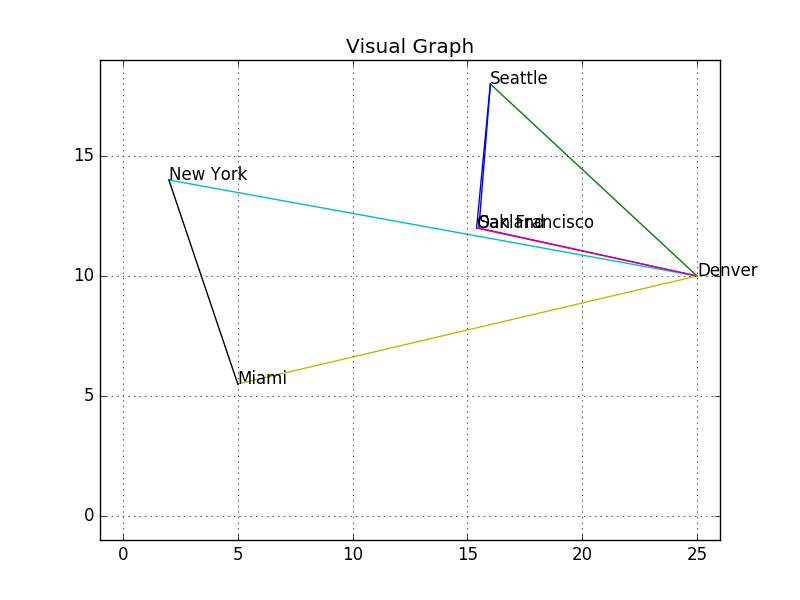 Visual Graph
Seattle
New York
Oakland
San Francisco
Denver
Miami
15
10
5
0
0 5 10 15 20 25